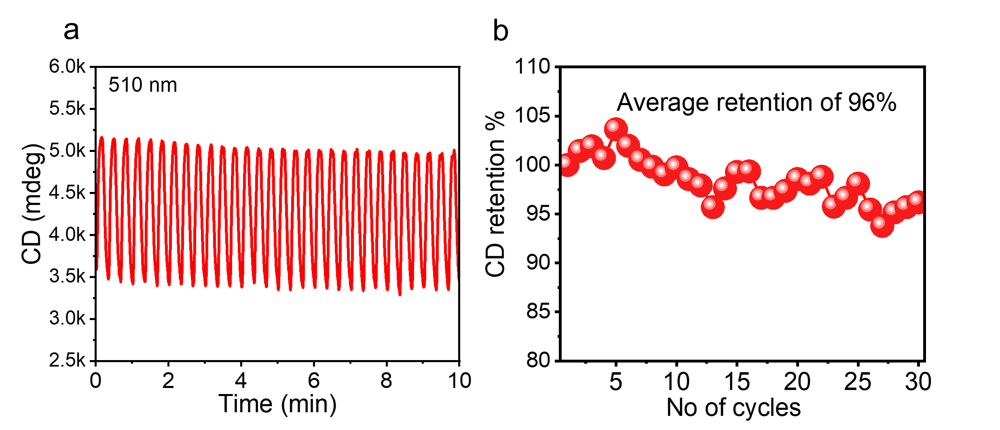 a
6.0k
510 nm
5.5k
5.0k
4.5k
4.0k
3.5k
3.0k
2.5k
CD (mdeg)
0 2 4 6 8 10
Time (min)
b
110
Average retention of 96%
105
100
95
90
85
80
CD retention %
5 10 15 20 25 30
No of cycles